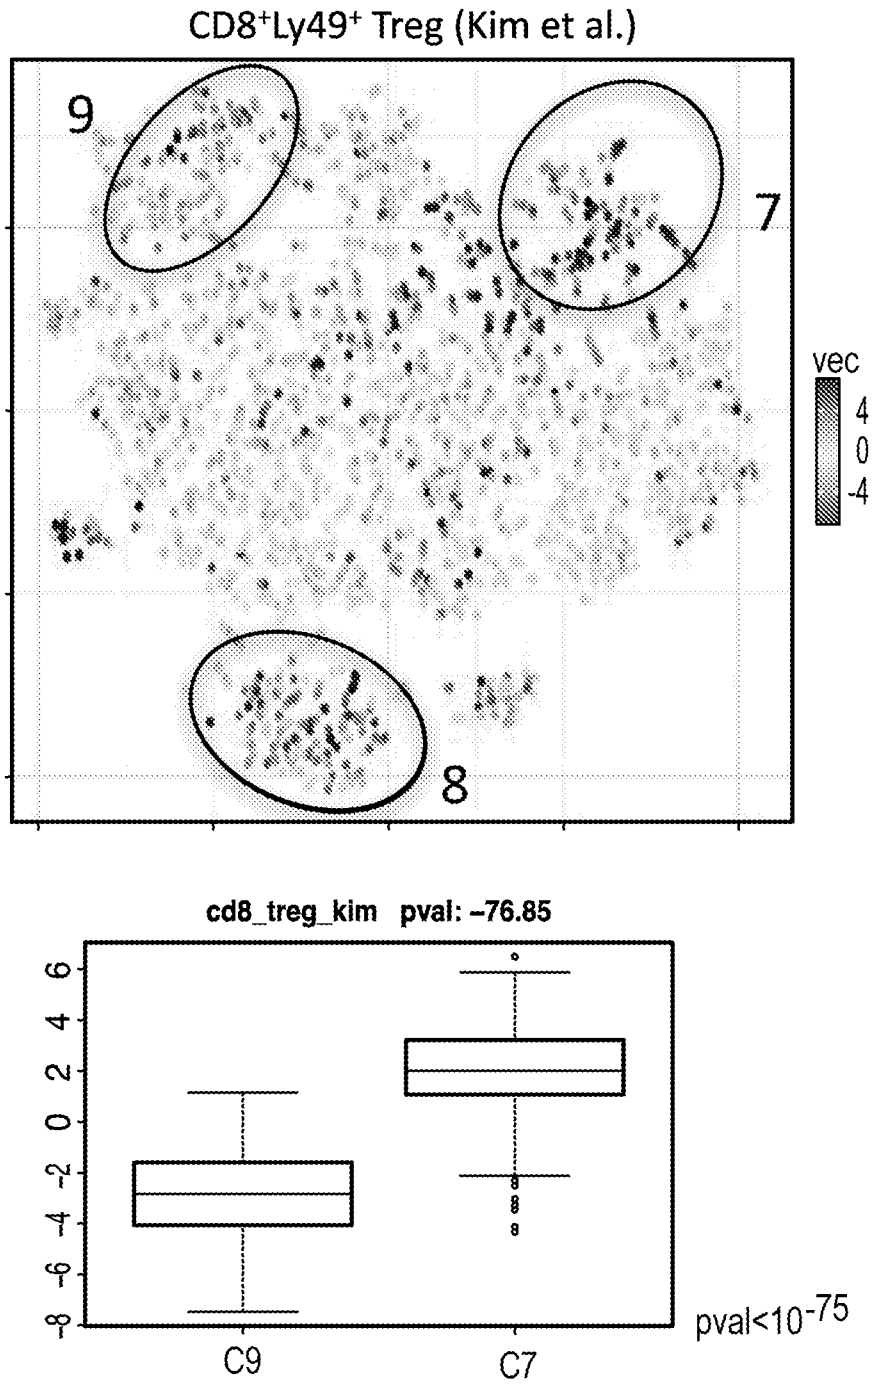 CD8⁺Ly49⁺ Treg (Kim et al.)
9
7
vec
4
0
-4
8
cd8_treg_kim pval: −76.85
6
4
2
0
−2
−4
−6
−8
pval<10⁻⁷⁵
C9 C7